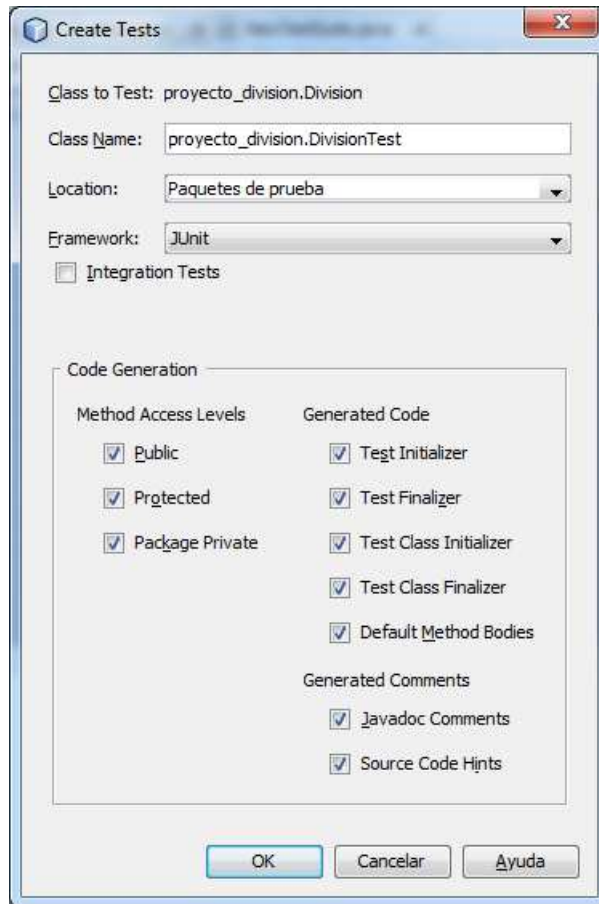 Create Tests
Class to Test: proyecto_division.Division
Class Name: proyecto_division.DivisionTest
Location: Paquetes de prueba
Framework: JUnit
Integration Tests
Code Generation
Method Access Levels
Public
Protected
Package Private
Generated Code
Test Initializer
Test Finalizer
Test Class Initializer
Test Class Finalizer
Default Method Bodies
Generated Comments
Javadoc Comments
Source Code Hints
OK Cancelar Ayuda